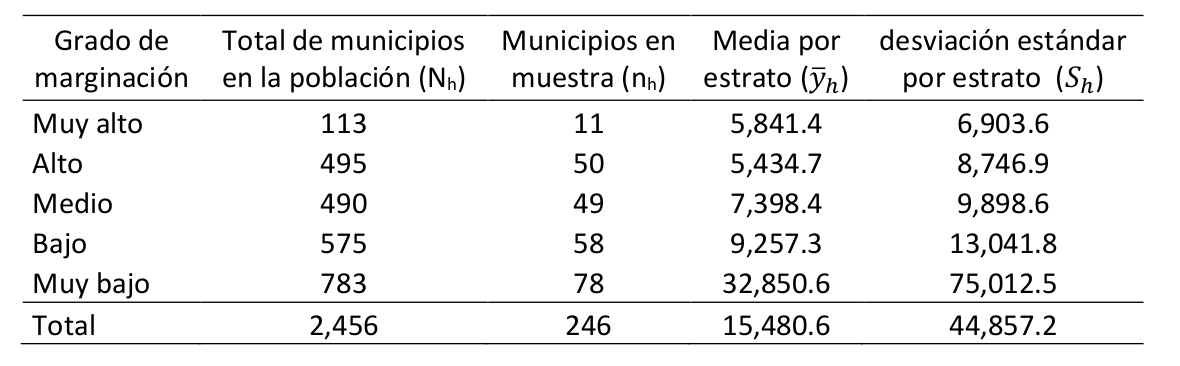 Grado de marginación Total de municipios en la población (Nₕ) Municipios en muestra (nₕ) Media por estrato (ȳₕ) desviación estándar por estrato (Sₕ)
Muy alto 113 11 5,841.4 6,903.6
Alto 495 50 5,434.7 8,746.9
Medio 490 49 7,398.4 9,898.6
Bajo 575 58 9,257.3 13,041.8
Muy bajo 783 78 32,850.6 75,012.5
Total 2,456 246 15,480.6 44,857.2